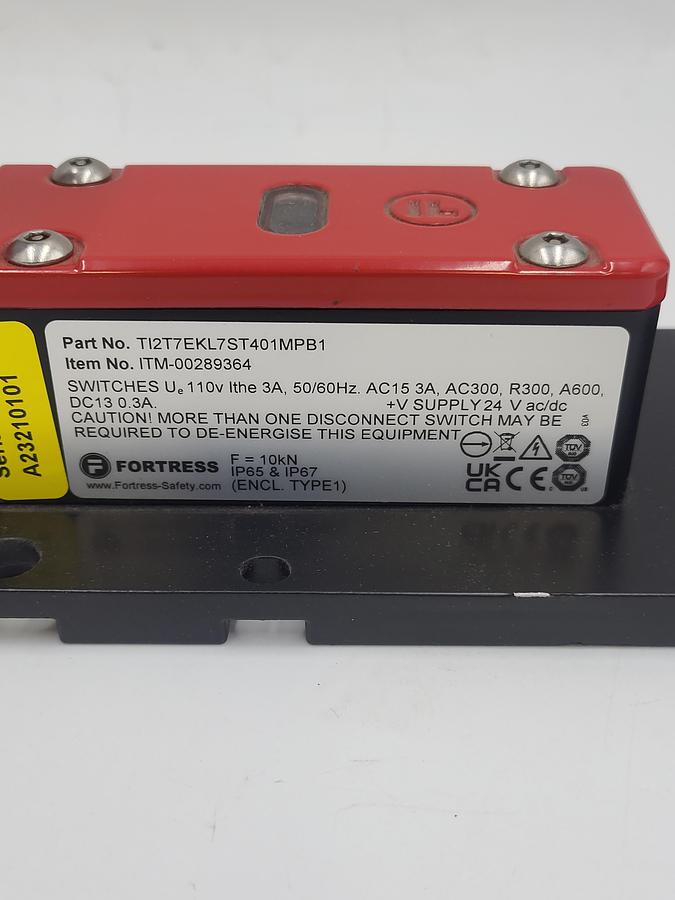 Part No. TI2T7EKL7ST401MPB1
Item No. ITM-00289364
SWITCHES Ue 110v Ithe 3A, 50/60Hz. AC15 3A, AC300, R300, A600,
DC13 0.3A. +V SUPPLY 24 V ac/dc
CAUTION! MORE THAN ONE DISCONNECT SWITCH MAY BE
REQUIRED TO DE-ENERGISE THIS EQUIPMENT
FORTRESS
www.Fortress-Safety.com
F = 10kN
IP65 & IP67
(ENCL. TYPE1)
UK
CA CE
TÜV
TÜV
A23210101